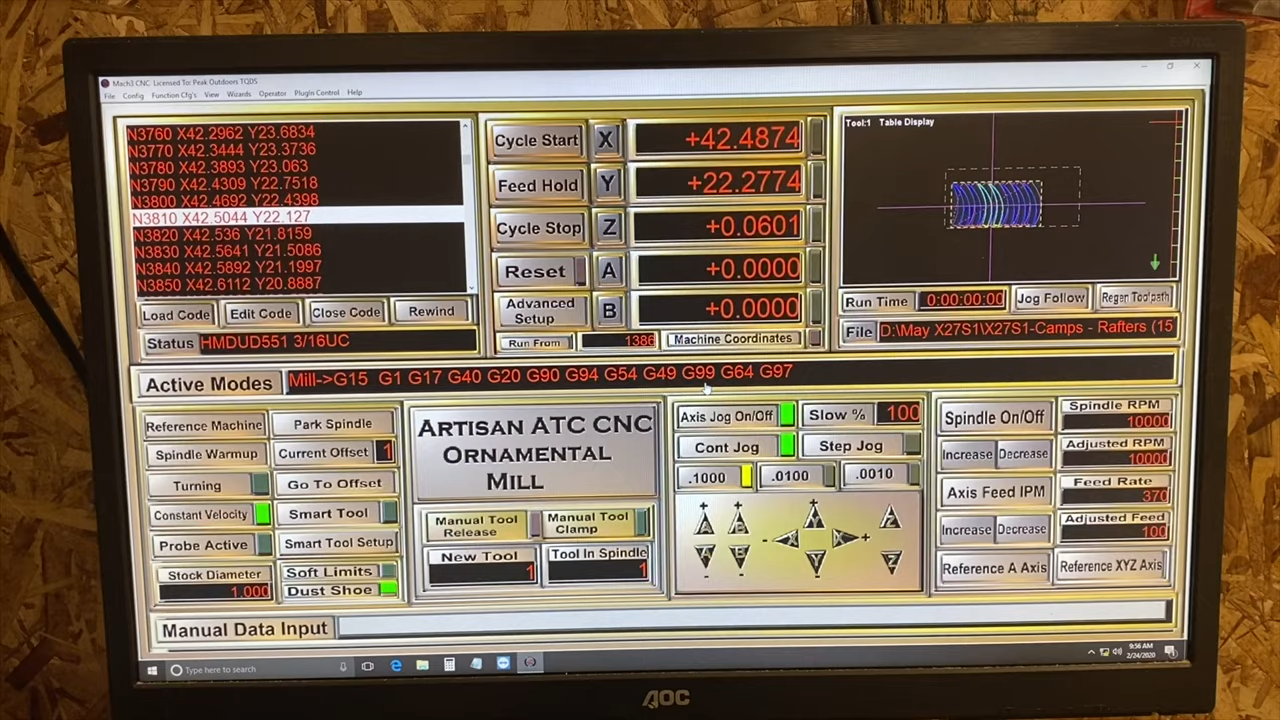 Mach3 CNC Licensed To: Peak Outdoors TQDS
File Config Function Cfg's View Wizards Operator PlugIn Control Help
N3760 X42.2962 Y23.6834
N3770 X42.3444 Y23.3736
N3780 X42.3893 Y23.063
N3790 X42.4309 Y22.7518
N3800 X42.4692 Y22.4398
N3810 X42.5044 Y22.127
N3820 X42.536 Y21.8159
N3830 X42.5641 Y21.5086
N3840 X42.5892 Y21.1997
N3850 X42.6112 Y20.8887
Load Code Edit Code Close Code Rewind
Status HMDUD551 3/16UC
Cycle Start X +42.4874
Feed Hold Y +22.2774
Cycle Stop Z +0.0601
Reset A +0.0000
Advanced Setup B +0.0000
Run From 1386 Machine Coordinates
Tool:1 Table Display
Run Time 0:00:00:00 Jog Follow Regen Toolpath
File D:\May X27S1\X27S1-Camps - Rafters (15
Active Modes Mill->G15 G1 G17 G40 G20 G90 G94 G54 G49 G99 G64 G97
Reference Machine Park Spindle
Spindle Warmup Current Offset 1
Turning Go To Offset
Constant Velocity Smart Tool
Probe Active Smart Tool Setup
Stock Diameter Soft Limits
1.000 Dust Shoe
Artisan ATC CNC
Ornamental
Mill
Manual Tool Release Manual Tool Clamp
New Tool Tool In Spindle
1 1
Axis Jog On/Off Slow % 100
Cont Jog Step Jog
.1000 .0100 .0010
+ + + +
A B Y Z
- X X +
A B Y Z
- - - -
Spindle On/Off Spindle RPM
10000
Increase Decrease Adjusted RPM
10000
Axis Feed IPM Feed Rate
370
Increase Decrease Adjusted Feed
100
Reference A Axis Reference XYZ Axis
Manual Data Input
Type here to search
9:56 AM
2/24/2020
AOC